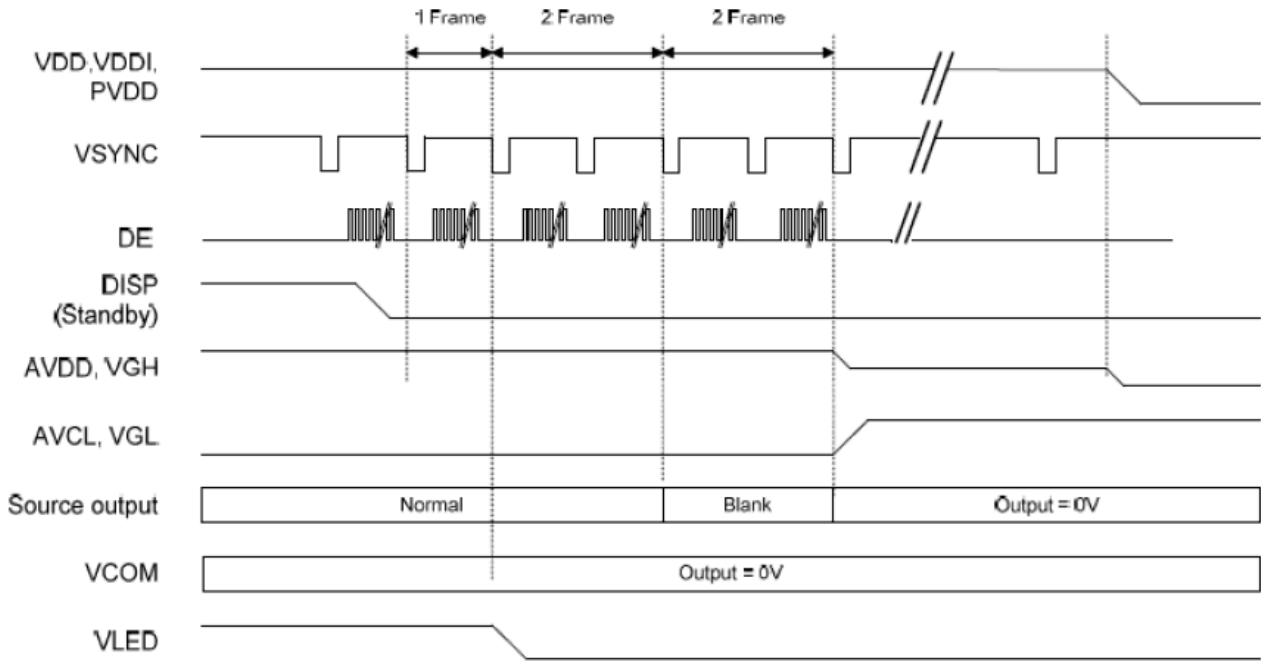 1 Frame
2 Frame
2 Frame
VDD,VDDI,
PVDD
VSYNC
DE
DISP
(Standby)
AVDD, VGH
AVCL, VGL
Source output
Normal
Blank
Output = 0V
VCOM
Output = 0V
VLED